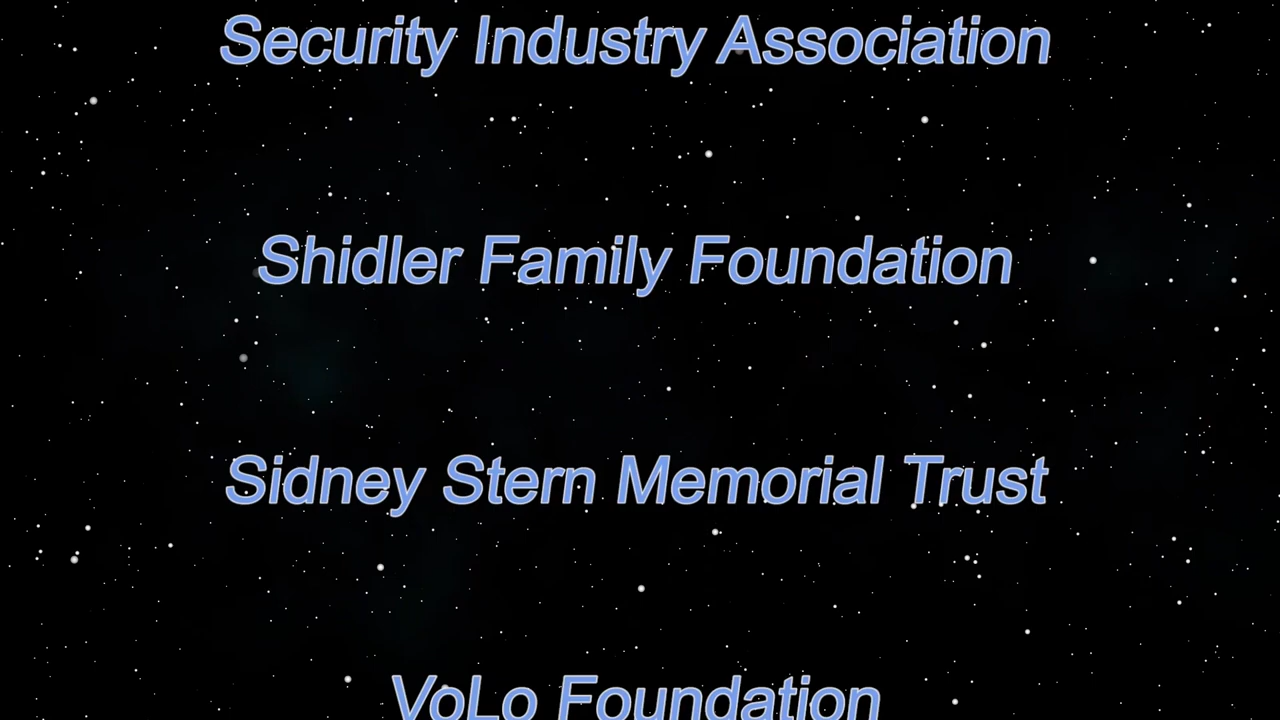 Security Industry Association
Shidler Family Foundation
Sidney Stern Memorial Trust
VoLo Foundation